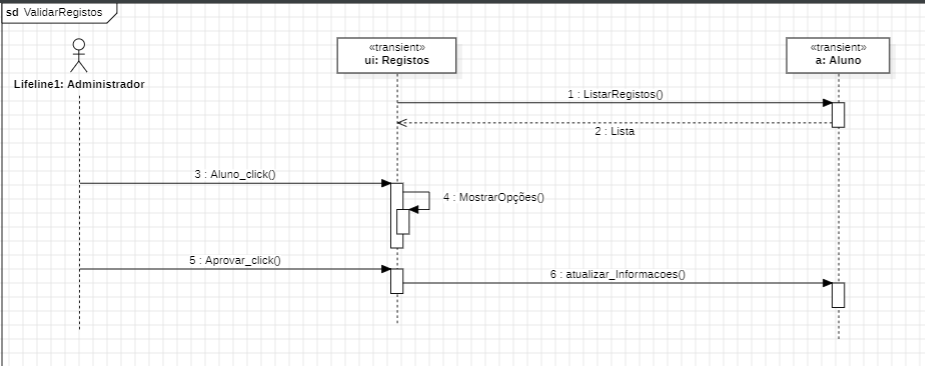 sd ValidarRegistos
«transient»
ui: Registos
«transient»
a: Aluno
Lifeline1: Administrador
1 : ListarRegistos()
2 : Lista
3 : Aluno_click()
4 : MostrarOpções()
5 : Aprovar_click()
6 : atualizar_Informacoes()